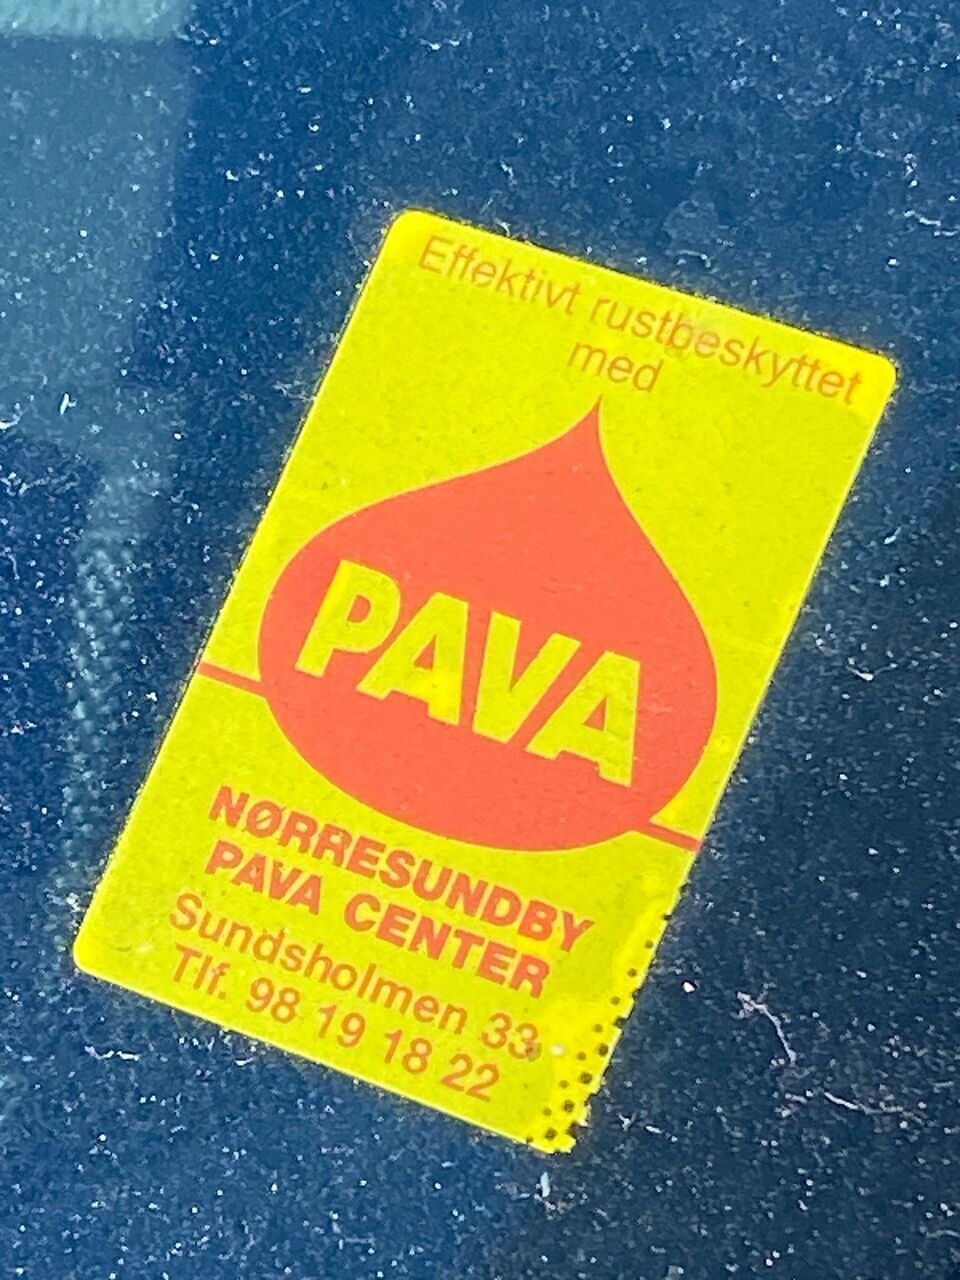 Effektivt rustbeskyttet
med
PAVA
NØRRESUNDBY
PAVA CENTER
Sundsholmen 33
Tlf. 98 19 18 22